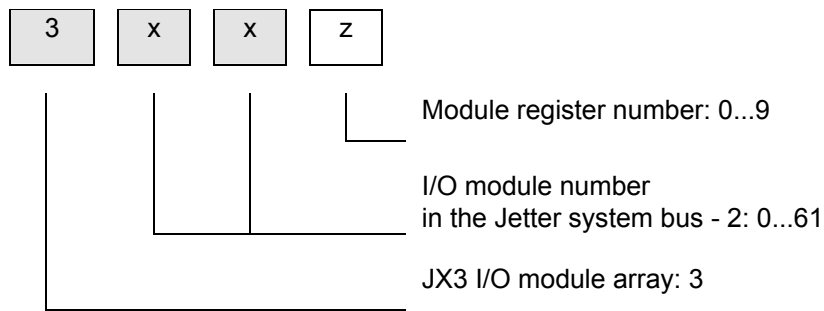 3 x x z
Module register number: 0...9
I/O module number
in the Jetter system bus - 2: 0...61
JX3 I/O module array: 3